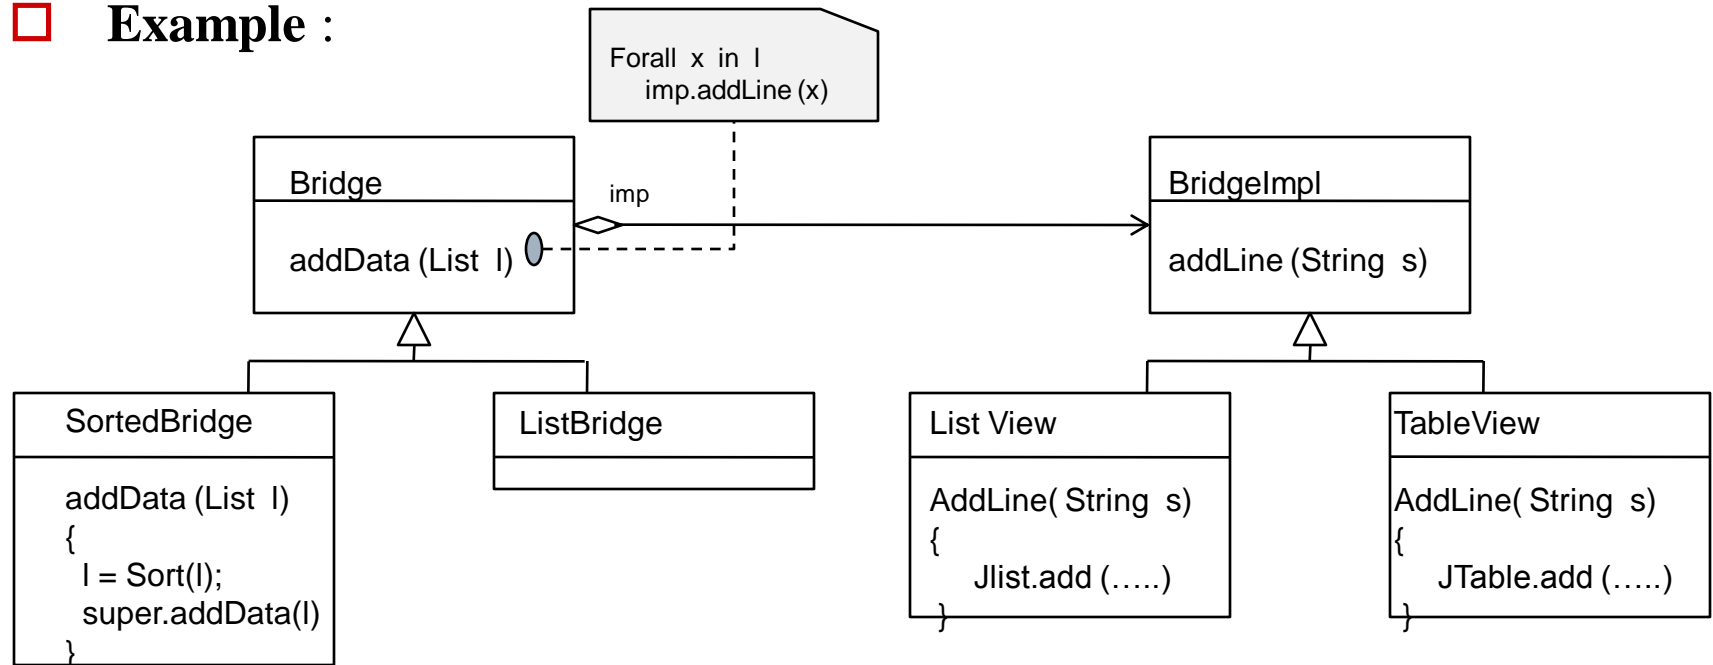 Example :
Forall x in l
imp.addLine (x)
Bridge
addData (List l)
imp
BridgeImpl
addLine (String s)
SortedBridge
addData (List l)
{
l = Sort(l);
super.addData(l)
}
ListBridge
List View
AddLine( String s)
{
Jlist.add (…..)
}
TableView
AddLine( String s)
{
JTable.add (…..)
}